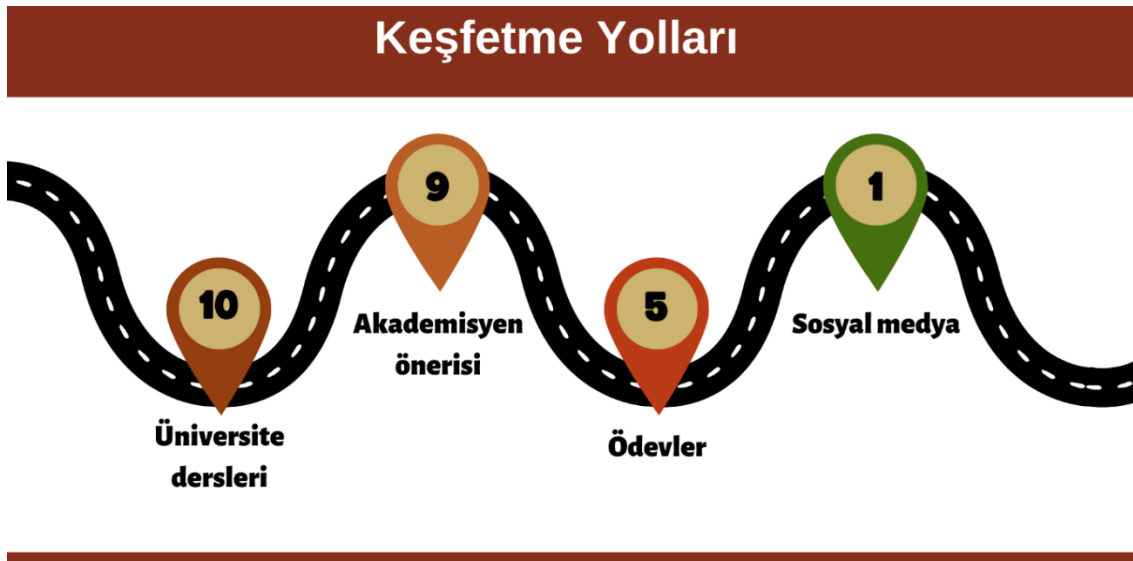 Keşfetme Yolları
10
Üniversite
dersleri
9
Akademisyen
önerisi
5
Ödevler
1
Sosyal medya